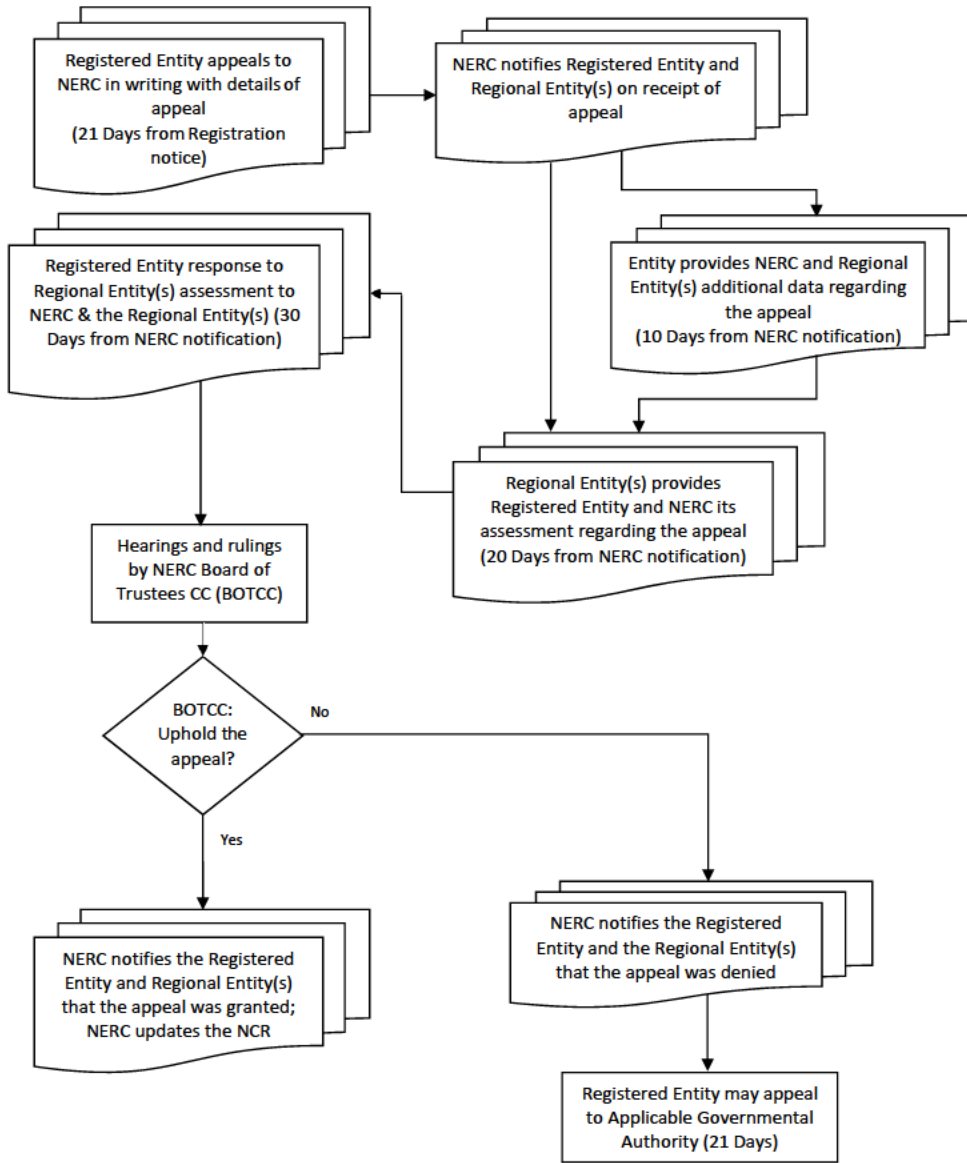 Registered Entity appeals to
NERC in writing with details of
appeal
(21 Days from Registration
notice)
NERC notifies Registered Entity and
Regional Entity(s) on receipt of
appeal
Registered Entity response to
Regional Entity(s) assessment to
NERC & the Regional Entity(s) (30
Days from NERC notification)
Entity provides NERC and Regional
Entity(s) additional data regarding
the appeal
(10 Days from NERC notification)
Regional Entity(s) provides
Registered Entity and NERC its
assessment regarding the appeal
(20 Days from NERC notification)
Hearings and rulings
by NERC Board of
Trustees CC (BOTCC)
BOTCC:
Uphold the
appeal?
No
Yes
NERC notifies the Registered
Entity and Regional Entity(s)
that the appeal was granted;
NERC updates the NCR
NERC notifies the Registered
Entity and the Regional Entity(s)
that the appeal was denied
Registered Entity may appeal
to Applicable Governmental
Authority (21 Days)